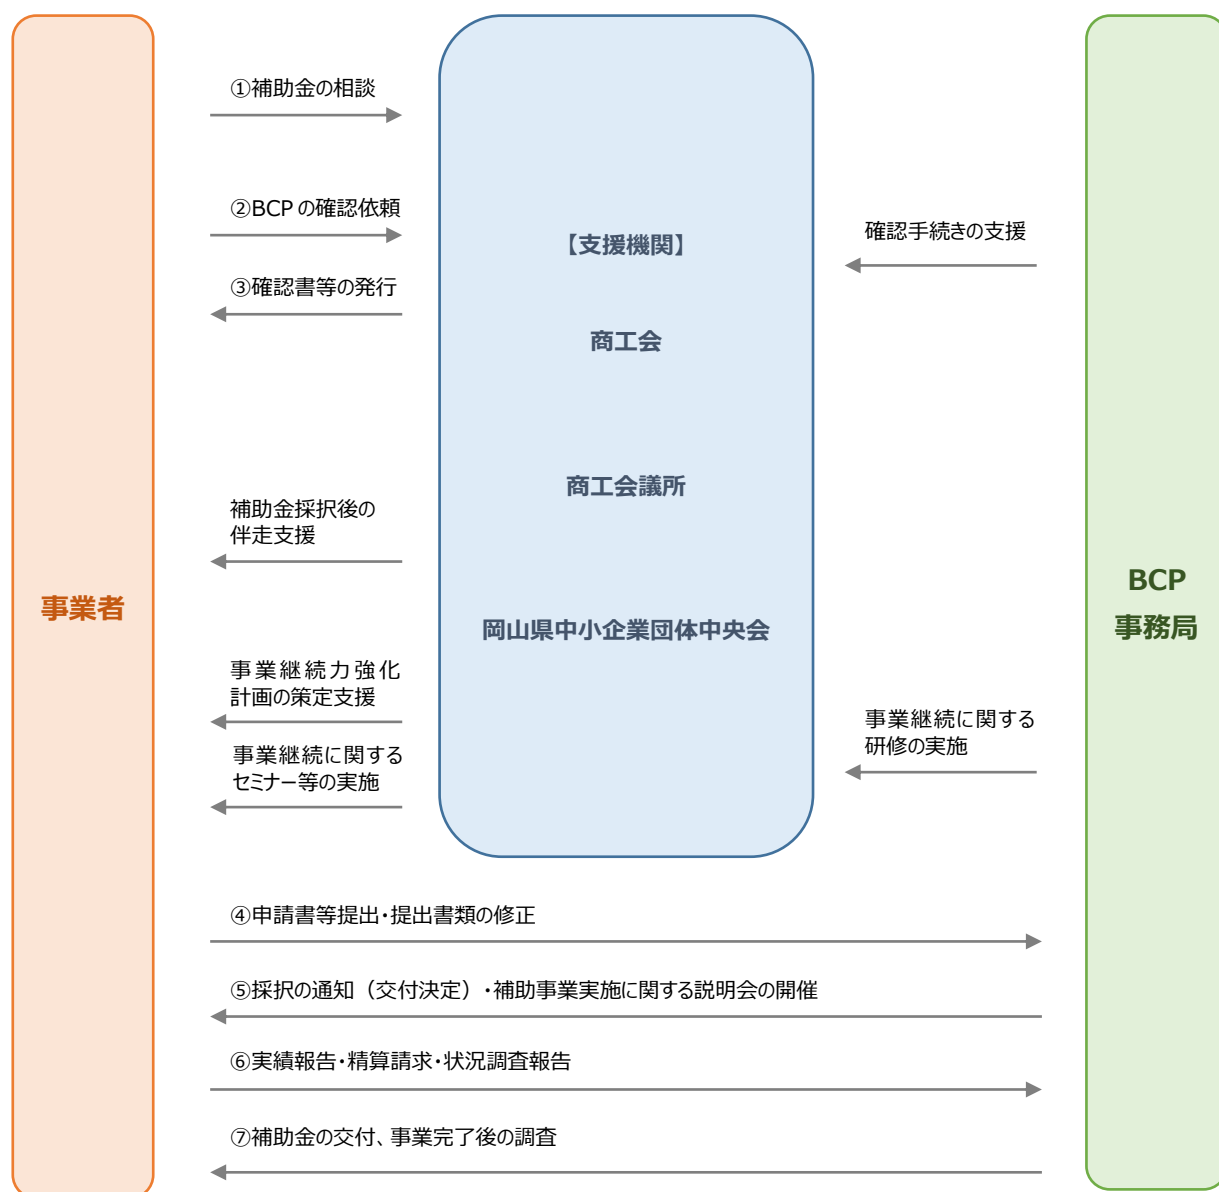 ①補助金の相談
②BCPの確認依頼
③確認書等の発行
補助金採択後の
伴走支援
事業者
事業継続力強化
計画の策定支援
事業継続に関する
セミナー等の実施
【支援機関】
商工会
商工会議所
岡山県中小企業団体中央会
確認手続きの支援
事業継続に関する
研修の実施
BCP
事務局
④申請書等提出・提出書類の修正
⑤採択の通知（交付決定）・補助事業実施に関する説明会の開催
⑥実績報告・精算請求・状況調査報告
⑦補助金の交付、事業完了後の調査